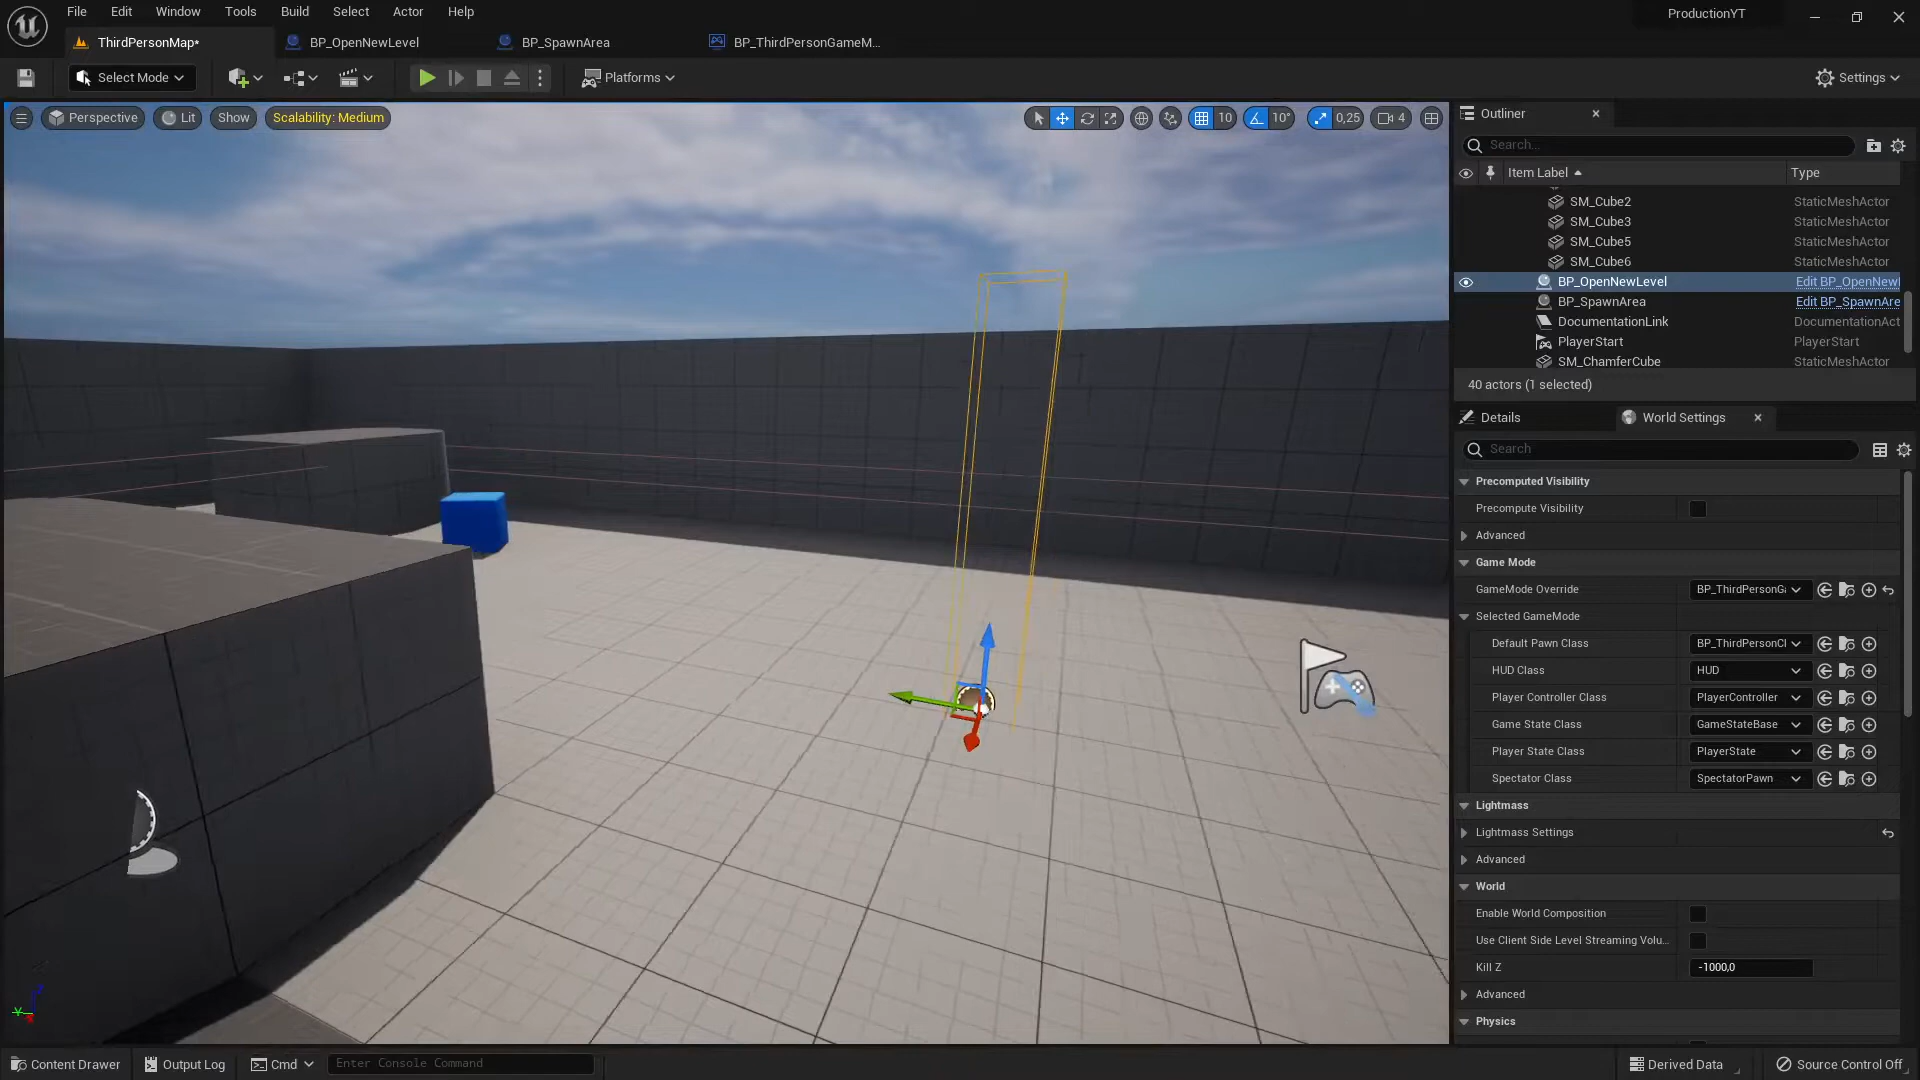 File Edit Window Tools Build Select Actor Help
ProductionYT
ThirdPersonMap* BP_OpenNewLevel BP_SpawnArea BP_ThirdPersonGameM...
Select Mode Platforms Settings
Perspective Lit Show Scalability: Medium 10 10° 0,25 4
Outliner
Search...
Item Label Type
SM_Cube2 StaticMeshActor
SM_Cube3 StaticMeshActor
SM_Cube5 StaticMeshActor
SM_Cube6 StaticMeshActor
BP_OpenNewLevel Edit BP_OpenNewl
BP_SpawnArea Edit BP_SpawnAre
DocumentationLink DocumentationAct
PlayerStart PlayerStart
SM_ChamferCube StaticMeshActor
40 actors (1 selected)
Details World Settings
Search
Precomputed Visibility
Precompute Visibility
Advanced
Game Mode
GameMode Override BP_ThirdPersonGa
Selected GameMode
Default Pawn Class BP_ThirdPersonCl
HUD Class HUD
Player Controller Class PlayerController
Game State Class GameStateBase
Player State Class PlayerState
Spectator Class SpectatorPawn
Lightmass
Lightmass Settings
Advanced
World
Enable World Composition
Use Client Side Level Streaming Volu...
Kill Z -1000,0
Advanced
Physics
Content Drawer Output Log Cmd Enter Console Command Derived Data Source Control Off